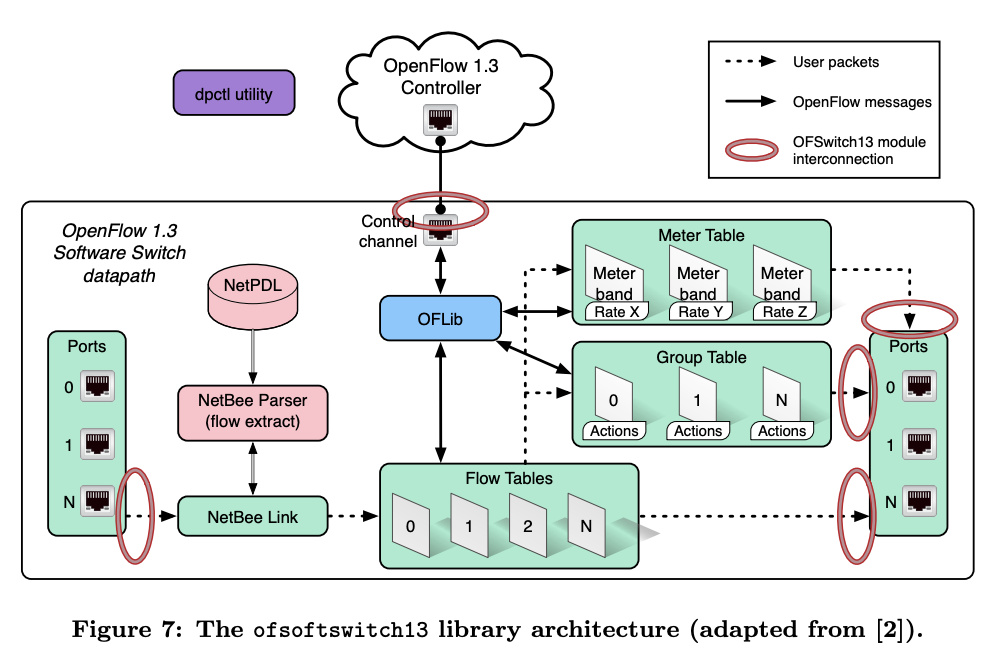 dpctl utility
OpenFlow 1.3
Controller
User packets
OpenFlow messages
OFSwitch13 module
interconnection
OpenFlow 1.3
Software Switch
datapath
Control
channel
NetPDL
OFLib
Meter Table
Meter
band
Rate X
Meter
band
Rate Y
Meter
band
Rate Z
Ports
0
1
N
NetBee Parser
(flow extract)
Group Table
0
Actions
1
Actions
N
Actions
Ports
0
1
N
NetBee Link
Flow Tables
0
1
2
N
Figure 7: The ofsoftswitch13 library architecture (adapted from [2]).